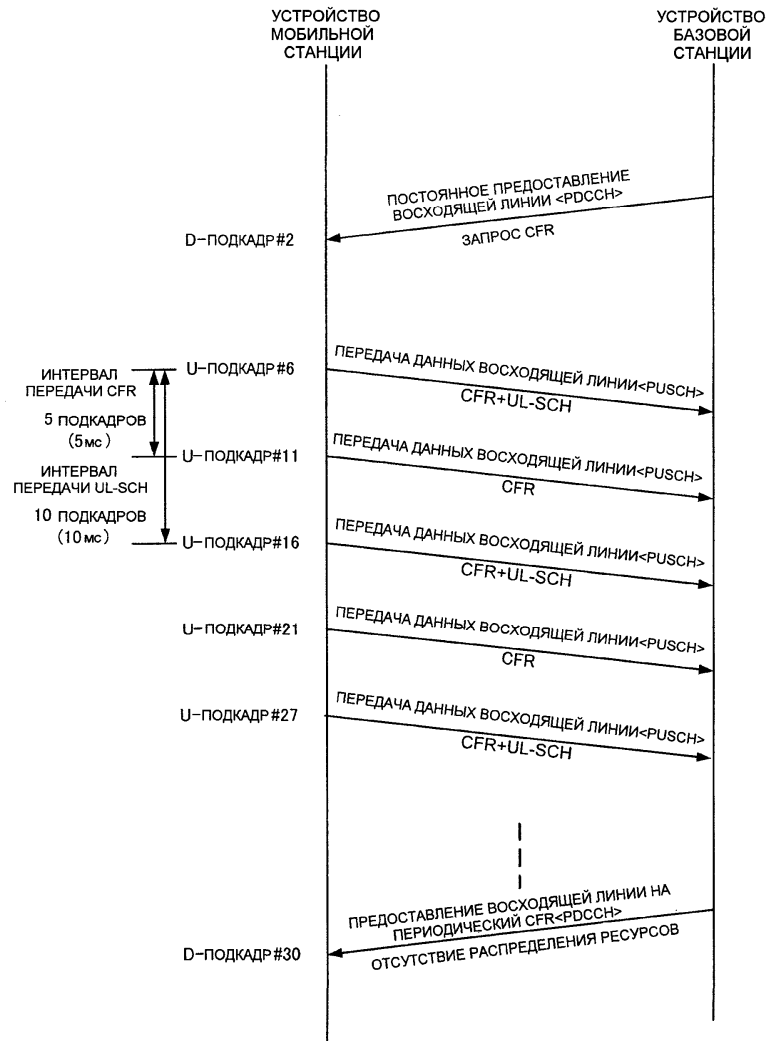 УСТРОЙСТВО
МОБИЛЬНОЙ
СТАНЦИИ
УСТРОЙСТВО
БАЗОВОЙ
СТАНЦИИ
ПОСТОЯННОЕ ПРЕДОСТАВЛЕНИЕ
ВОСХОДЯЩЕЙ ЛИНИИ <PDCCH>
ЗАПРОС CFR
D-ПОДКАДР#2
ИНТЕРВАЛ
ПЕРЕДАЧИ CFR
5 ПОДКАДРОВ
(5мс)
ИНТЕРВАЛ
ПЕРЕДАЧИ UL-SCH
10 ПОДКАДРОВ
(10мс)
U-ПОДКАДР#6
ПЕРЕДАЧА ДАННЫХ ВОСХОДЯЩЕЙ ЛИНИИ<PUSCH>
CFR+UL-SCH
U-ПОДКАДР#11
ПЕРЕДАЧА ДАННЫХ ВОСХОДЯЩЕЙ ЛИНИИ<PUSCH>
CFR
U-ПОДКАДР#16
ПЕРЕДАЧА ДАННЫХ ВОСХОДЯЩЕЙ ЛИНИИ<PUSCH>
CFR+UL-SCH
U-ПОДКАДР#21
ПЕРЕДАЧА ДАННЫХ ВОСХОДЯЩЕЙ ЛИНИИ<PUSCH>
CFR
U-ПОДКАДР#27
ПЕРЕДАЧА ДАННЫХ ВОСХОДЯЩЕЙ ЛИНИИ<PUSCH>
CFR+UL-SCH
ПРЕДОСТАВЛЕНИЕ ВОСХОДЯЩЕЙ ЛИНИИ НА
ПЕРИОДИЧЕСКИЙ CFR<PDCCH>
ОТСУТСТВИЕ РАСПРЕДЕЛЕНИЯ РЕСУРСОВ
D-ПОДКАДР#30